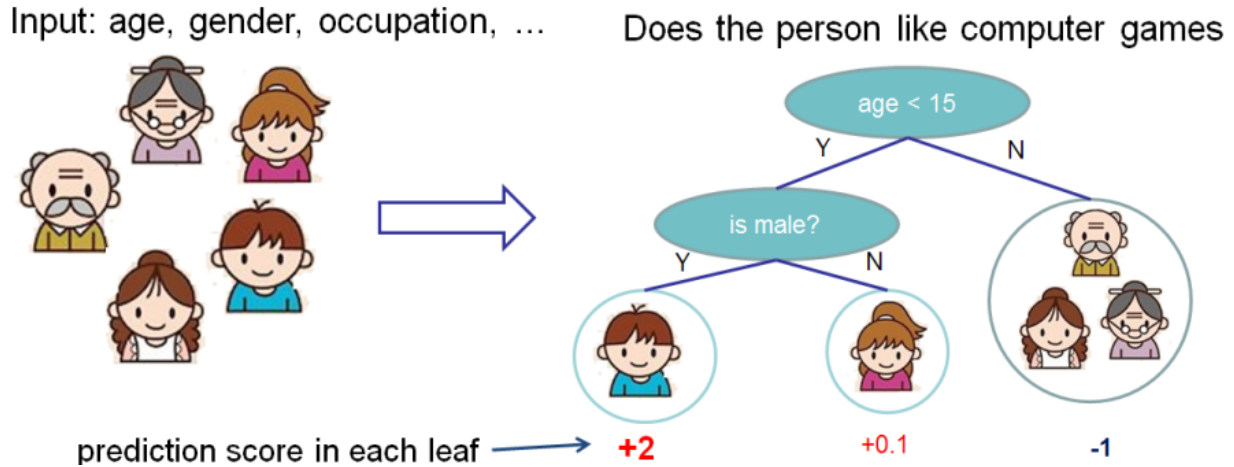 Input: age, gender, occupation, …
Does the person like computer games
age < 15
Y
N
is male?
Y
N
prediction score in each leaf
+2
+0.1
-1